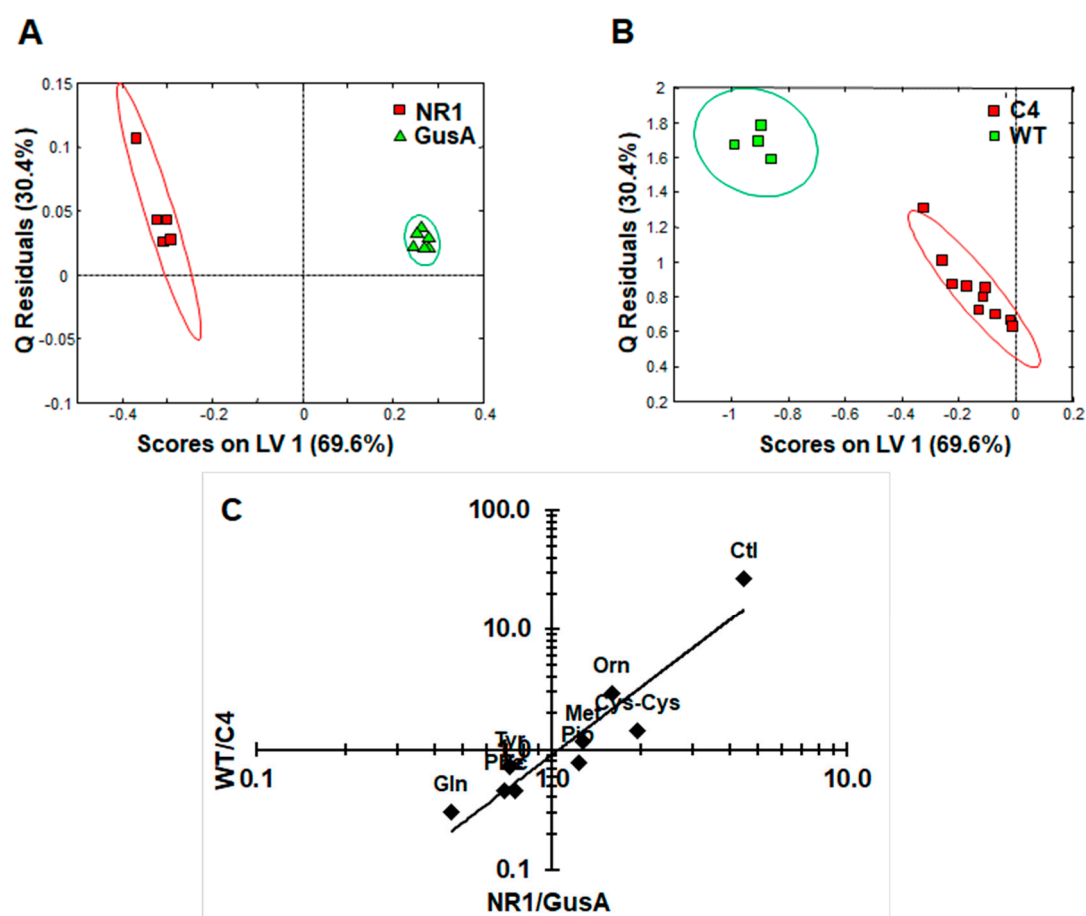 A
0.15
0.1
0.05
0
-0.05
-0.1
Q Residuals (30.4%)
NR1
GusA
-0.4 -0.2 0 0.2 0.4
Scores on LV 1 (69.6%)
B
2
1.8
1.6
1.4
1.2
1
0.8
0.6
0.4
0.2
Q Residuals (30.4%)
C4
WT
-1 -0.8 -0.6 -0.4 -0.2 0 0.2
Scores on LV 1 (69.6%)
C
100.0
Ctl
10.0
Orn
Cys-Cys
Met
Pip
Tyr
WT/C4
0.1 1.0 10.0
Gln
0.1
NR1/GusA